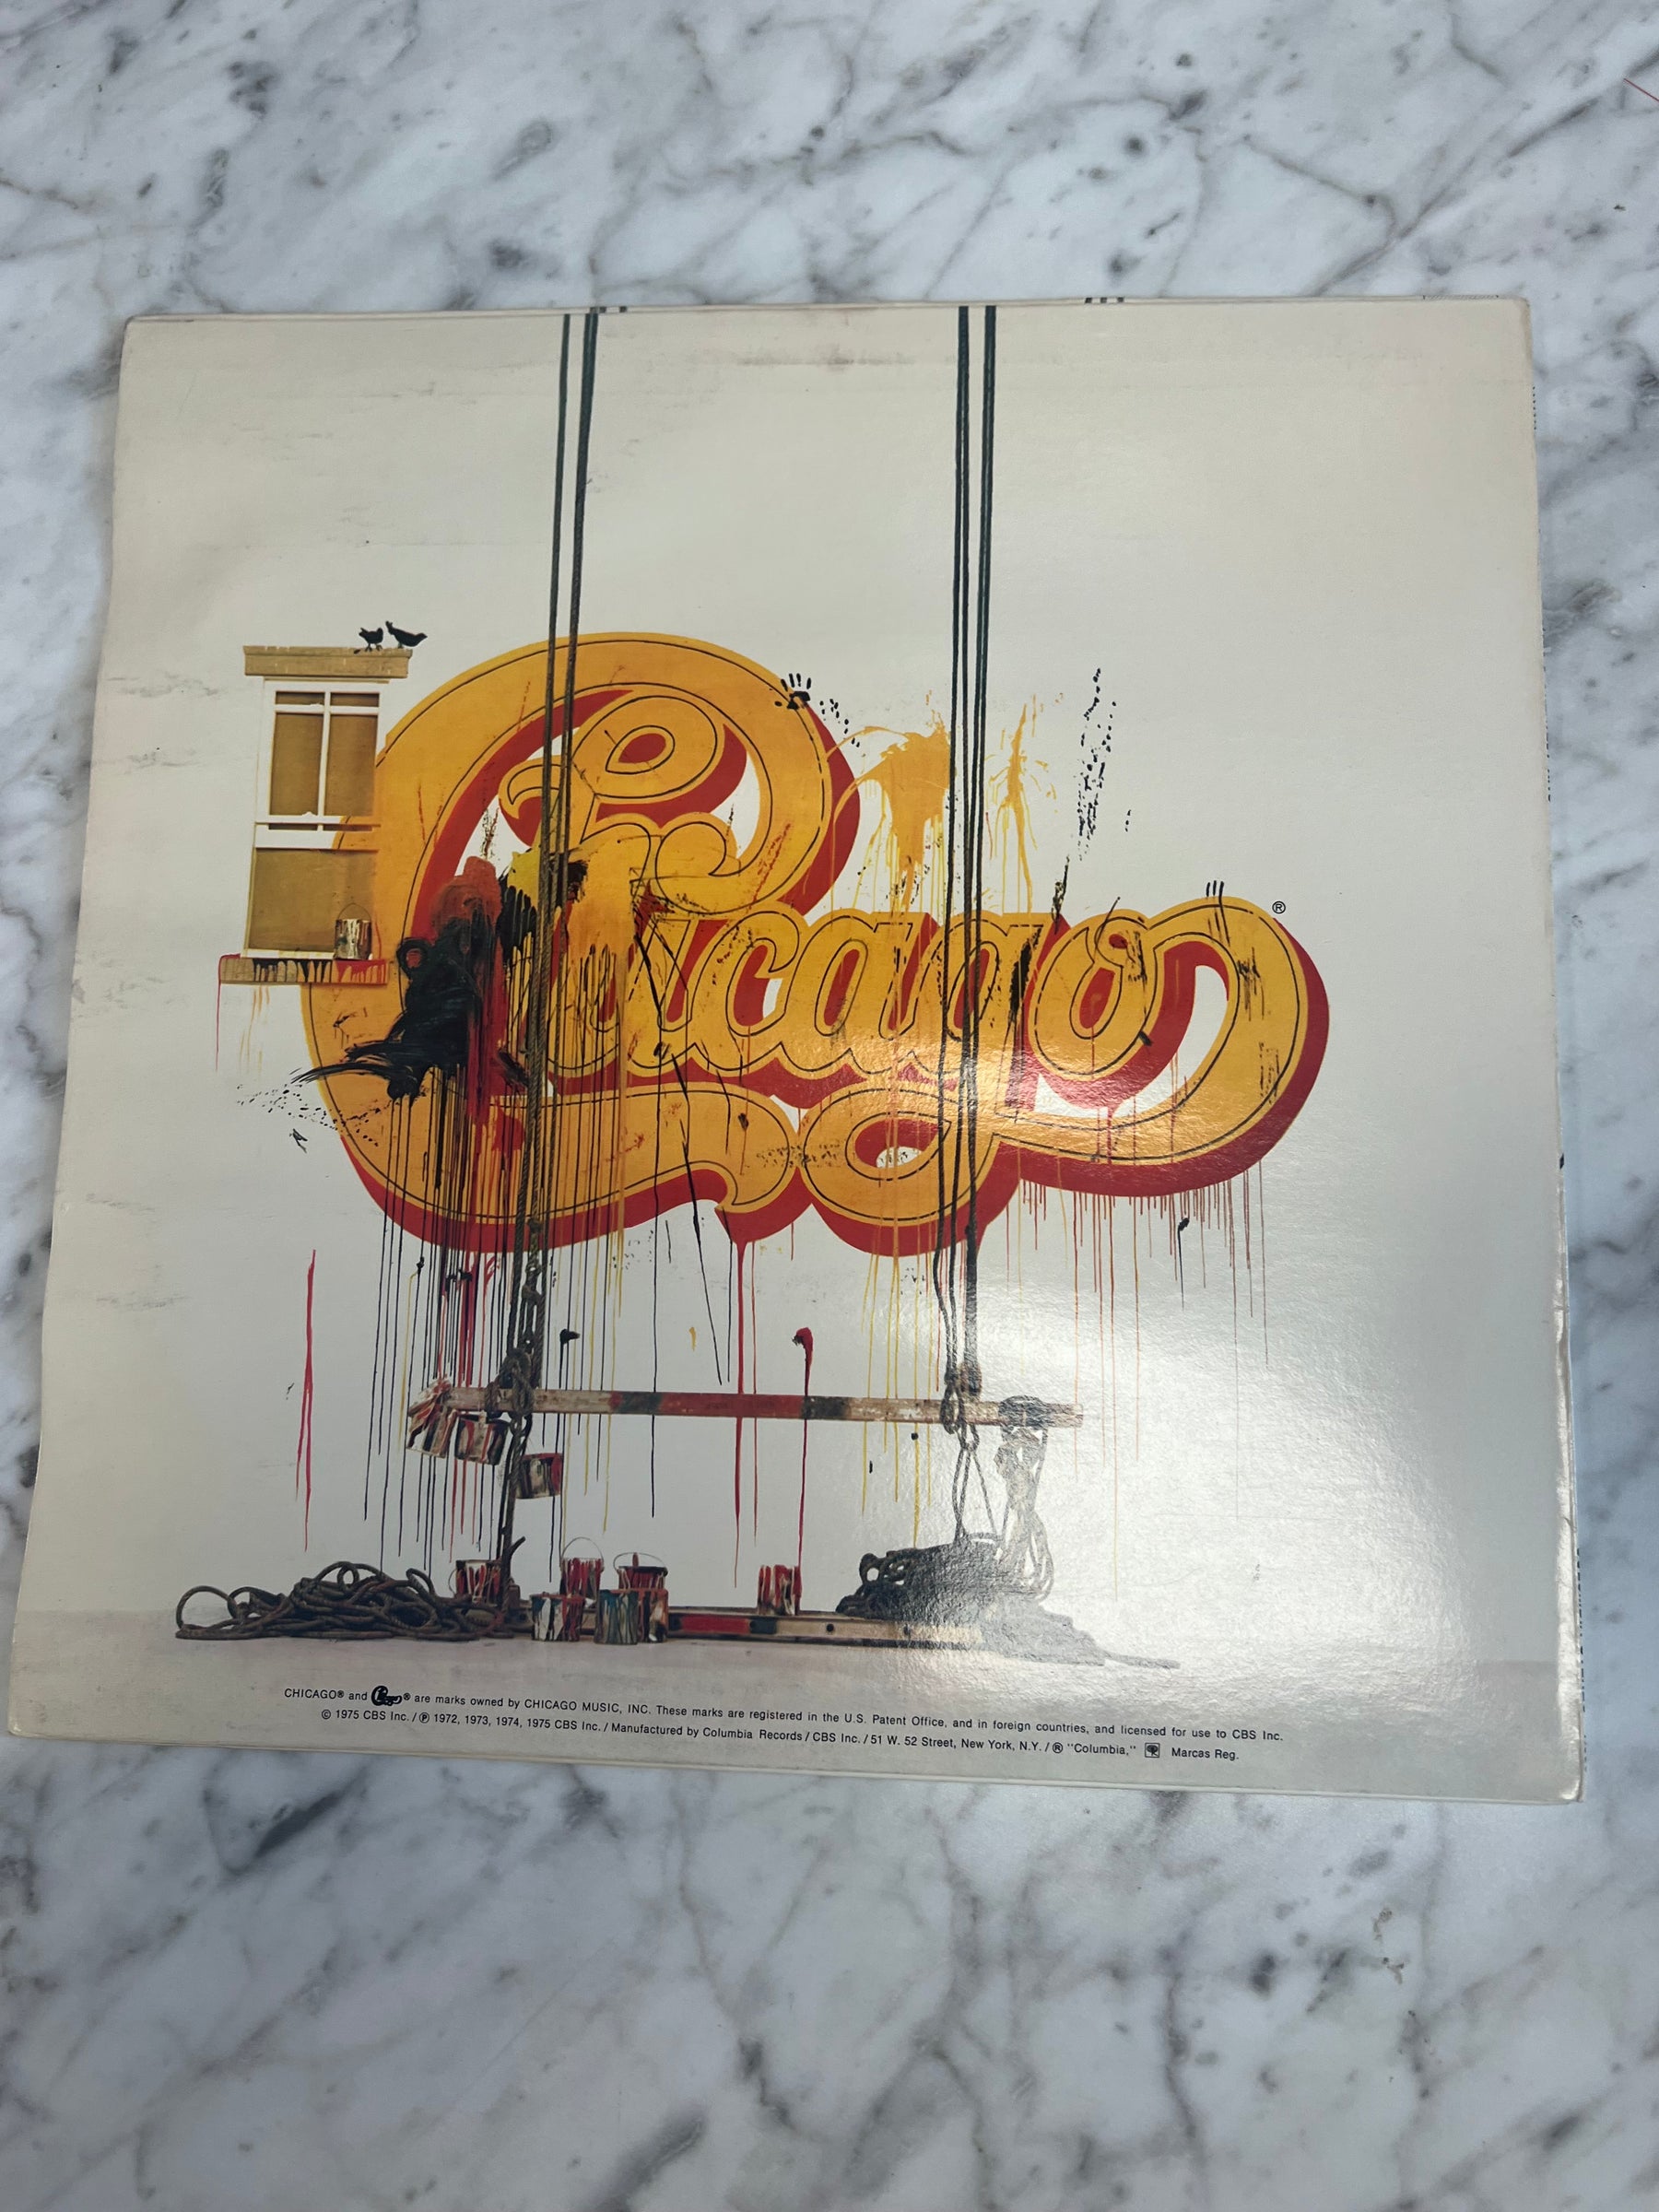 Chicago®
CHICAGO® and Chicago® are marks owned by CHICAGO MUSIC, INC. These marks are registered in the U.S. Patent Office, and in foreign countries, and licensed for use to CBS Inc.
© 1975 CBS Inc. / ℗ 1972, 1973, 1974, 1975 CBS Inc. / Manufactured by Columbia Records / CBS Inc. / 51 W. 52 Street, New York, N.Y. / ® "Columbia," Marcas Reg.